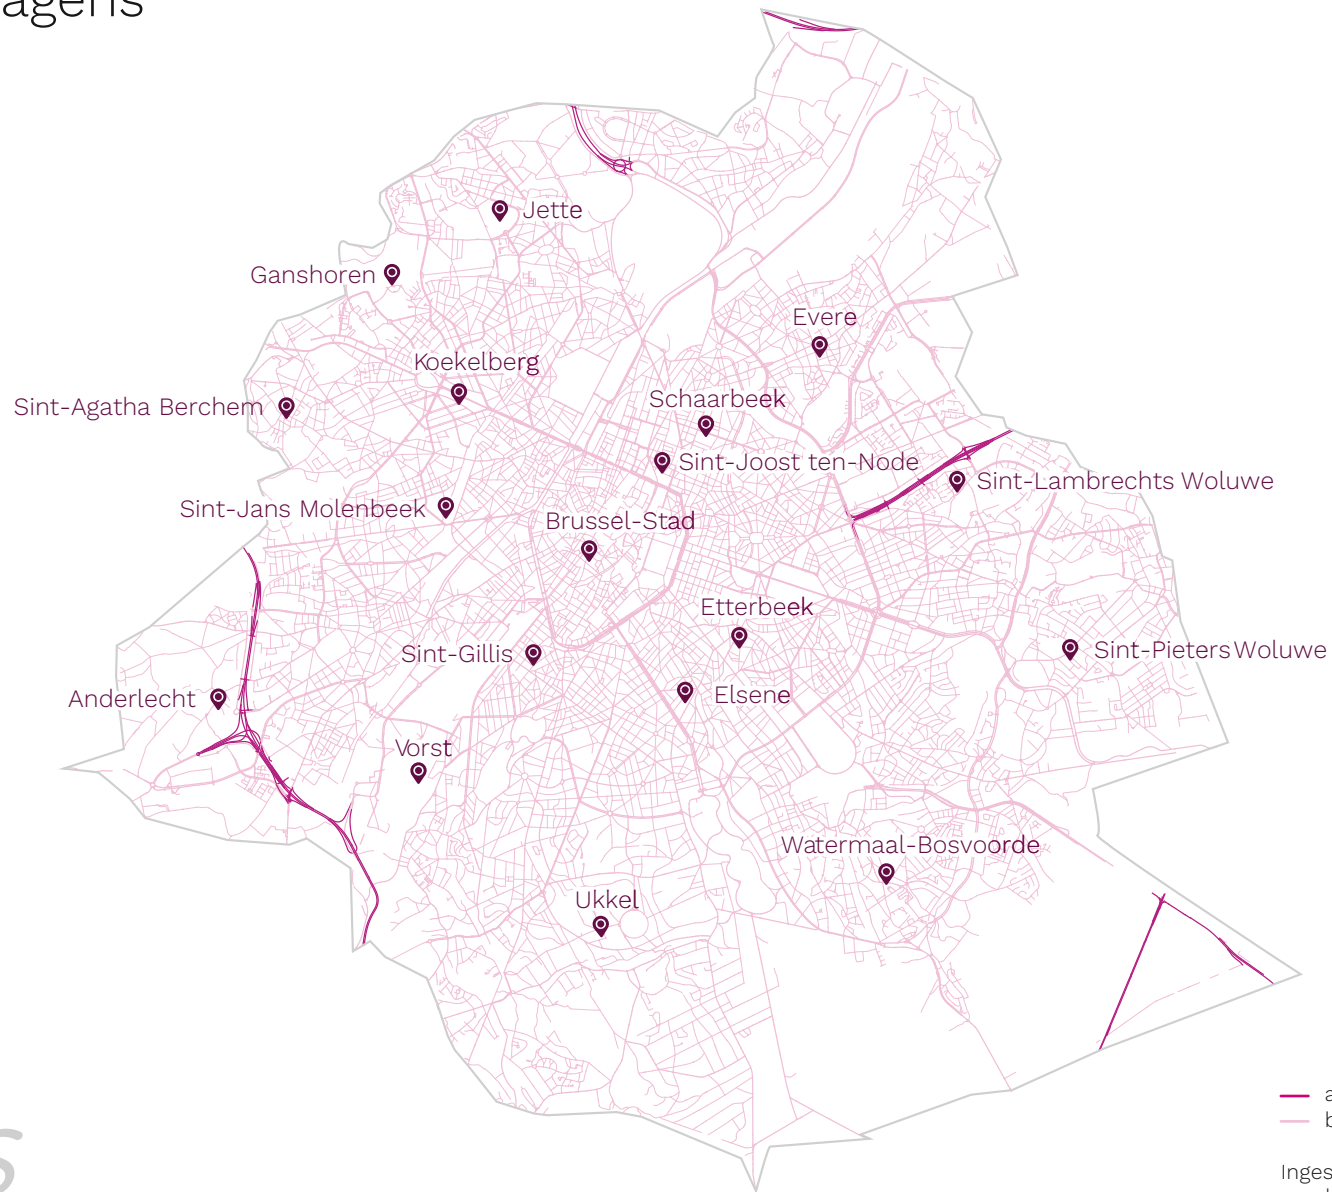 agens
Jette
Ganshoren
Evere
Koekelberg
Schaarbeek
Sint-Agatha Berchem
Sint-Joost ten-Node
Sint-Lambrechts Woluwe
Sint-Jans Molenbeek
Brussel-Stad
Etterbeek
Sint-Gillis
Sint-Pieters Woluwe
Anderlecht
Elsene
Vorst
Watermaal-Bosvoorde
Ukkel
a
b
Inges
s